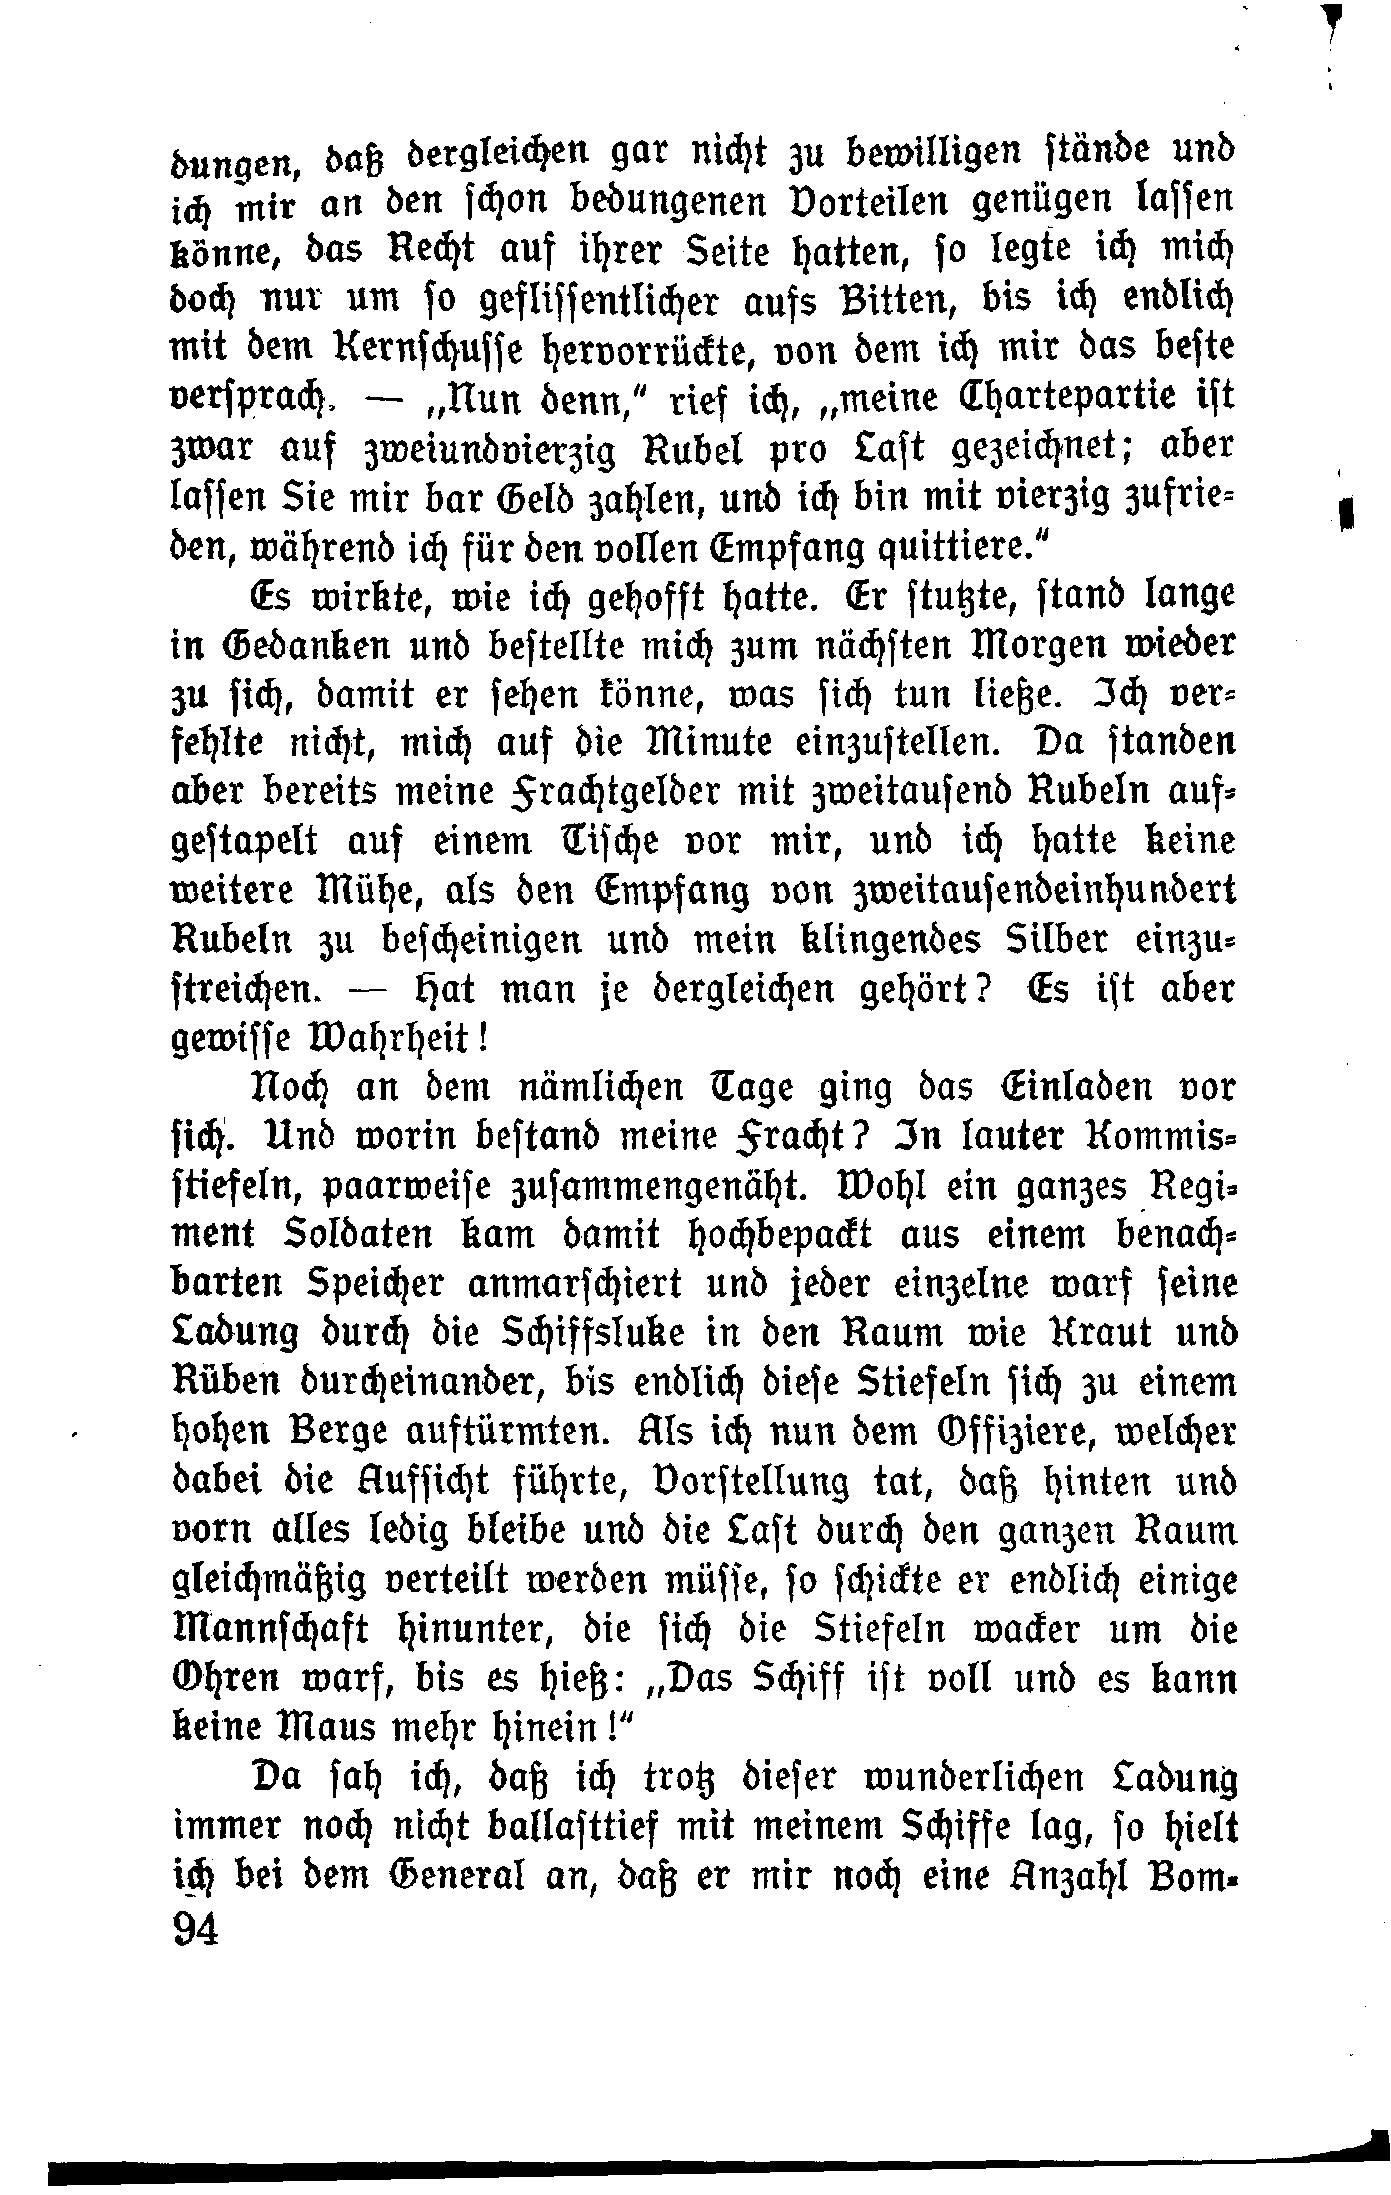 dungen, daß dergleichen gar nicht zu bewilligen stände und
ich mir an den schon bedungenen Vorteilen genügen lassen
könne, das Recht auf ihrer Seite hatten, so legte ich mich
doch nur um so geflissentlicher aufs Bitten, bis ich endlich
mit dem Kernschusse hervorrückte, von dem ich mir das beste
versprach. — „Nun denn,“ rief ich, „meine Chartepartie ist
zwar auf zweiundvierzig Rubel pro Last gezeichnet; aber
lassen Sie mir bar Geld zahlen, und ich bin mit vierzig zufrie-
den, während ich für den vollen Empfang quittiere.“
Es wirkte, wie ich gehofft hatte. Er stutzte, stand lange
in Gedanken und bestellte mich zum nächsten Morgen wieder
zu sich, damit er sehen könne, was sich tun ließe. Ich ver-
fehlte nicht, mich auf die Minute einzustellen. Da standen
aber bereits meine Frachtgelder mit zweitausend Rubeln auf-
gestapelt auf einem Tische vor mir, und ich hatte keine
weitere Mühe, als den Empfang von zweitausendeinhundert
Rubeln zu bescheinigen und mein klingendes Silber einzu-
streichen. — Hat man je dergleichen gehört? Es ist aber
gewisse Wahrheit!
Noch an dem nämlichen Tage ging das Einladen vor
sich. Und worin bestand meine Fracht? In lauter Kommis-
stiefeln, paarweise zusammengenäht. Wohl ein ganzes Regi-
ment Soldaten kam damit hochbepackt aus einem benach-
barten Speicher anmarschiert und jeder einzelne warf seine
Ladung durch die Schiffsluke in den Raum wie Kraut und
Rüben durcheinander, bis endlich diese Stiefeln sich zu einem
hohen Berge auftürmten. Als ich nun dem Offiziere, welcher
dabei die Aufsicht führte, Vorstellung tat, daß hinten und
vorn alles ledig bleibe und die Last durch den ganzen Raum
gleichmäßig verteilt werden müsse, so schickte er endlich einige
Mannschaft hinunter, die sich die Stiefeln wacker um die
Ohren warf, bis es hieß: „Das Schiff ist voll und es kann
keine Maus mehr hinein!“
Da sah ich, daß ich trotz dieser wunderlichen Ladung
immer noch nicht ballasttief mit meinem Schiffe lag, so hielt
ich bei dem General an, daß er mir noch eine Anzahl Bom-
94